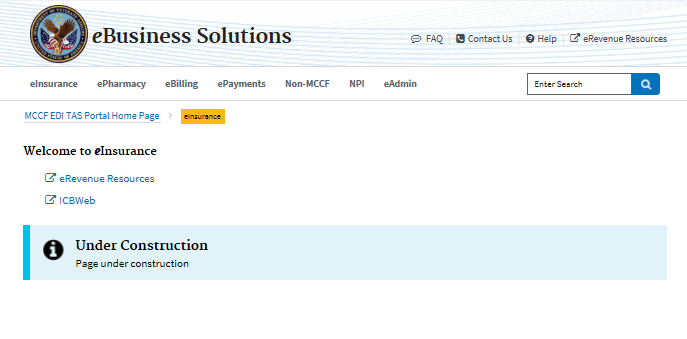 eBusiness Solutions
FAQ
Contact Us
Help
eRevenue Resources
eInsurance
ePharmacy
eBilling
ePayments
Non-MCCF
NPI
eAdmin
Enter Search
MCCF EDI TAS Portal Home Page
eInsurance
Welcome to eInsurance
eRevenue Resources
ICBWeb
Under Construction
Page under construction